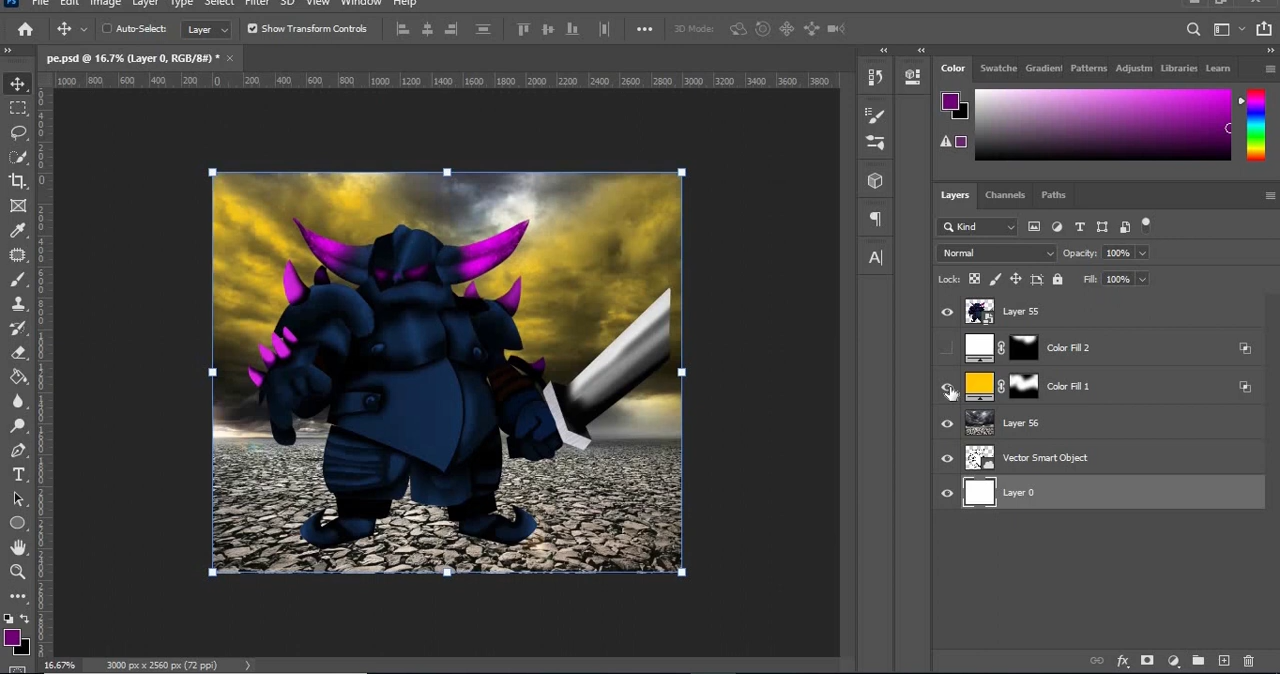 Ps File Edit Image Layer Type Select Filter 3D View Window Help
Auto-Select: Layer Show Transform Controls 3D Mode:
pe.psd @ 16.7% (Layer 0, RGB/8#) * ×
1000 800 600 400 200 0 200 400 600 800 1000 1200 1400 1600 1800 2000 2200 2400 2600 2800 3000 3200 3400 3600 3800
Color Swatche Gradient Patterns Adjustm Libraries Learn
Layers Channels Paths
Kind
Normal Opacity: 100%
Lock: Fill: 100%
Layer 55
Color Fill 2
Color Fill 1
Layer 56
Vector Smart Object
Layer 0
fx
16.67% 3000 px x 2560 px (72 ppi)